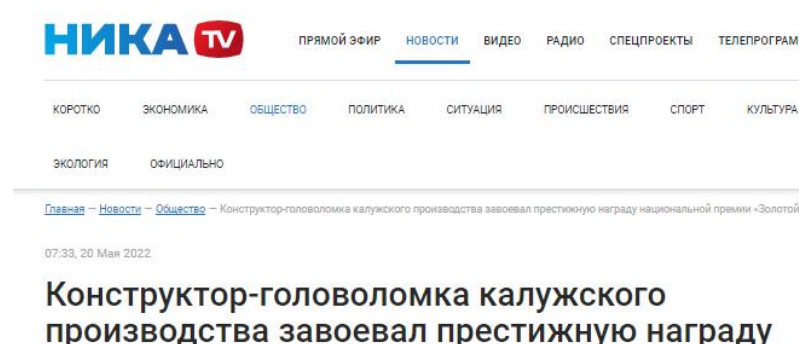 НИКА TV
ПРЯМОЙ ЭФИР НОВОСТИ ВИДЕО РАДИО СПЕЦПРОЕКТЫ ТЕЛЕПРОГРАМ
КОРОТКО ЭКОНОМИКА ОБЩЕСТВО ПОЛИТИКА СИТУАЦИЯ ПРОИСШЕСТВИЯ СПОРТ КУЛЬТУРА
ЭКОЛОГИЯ ОФИЦИАЛЬНО
Главная — Новости — Общество — Конструктор-головоломка калужского производства завоевал престижную награду национальной премии «Золотой
07:33, 20 Мая 2022
Конструктор-головоломка калужского
производства завоевал престижную награду